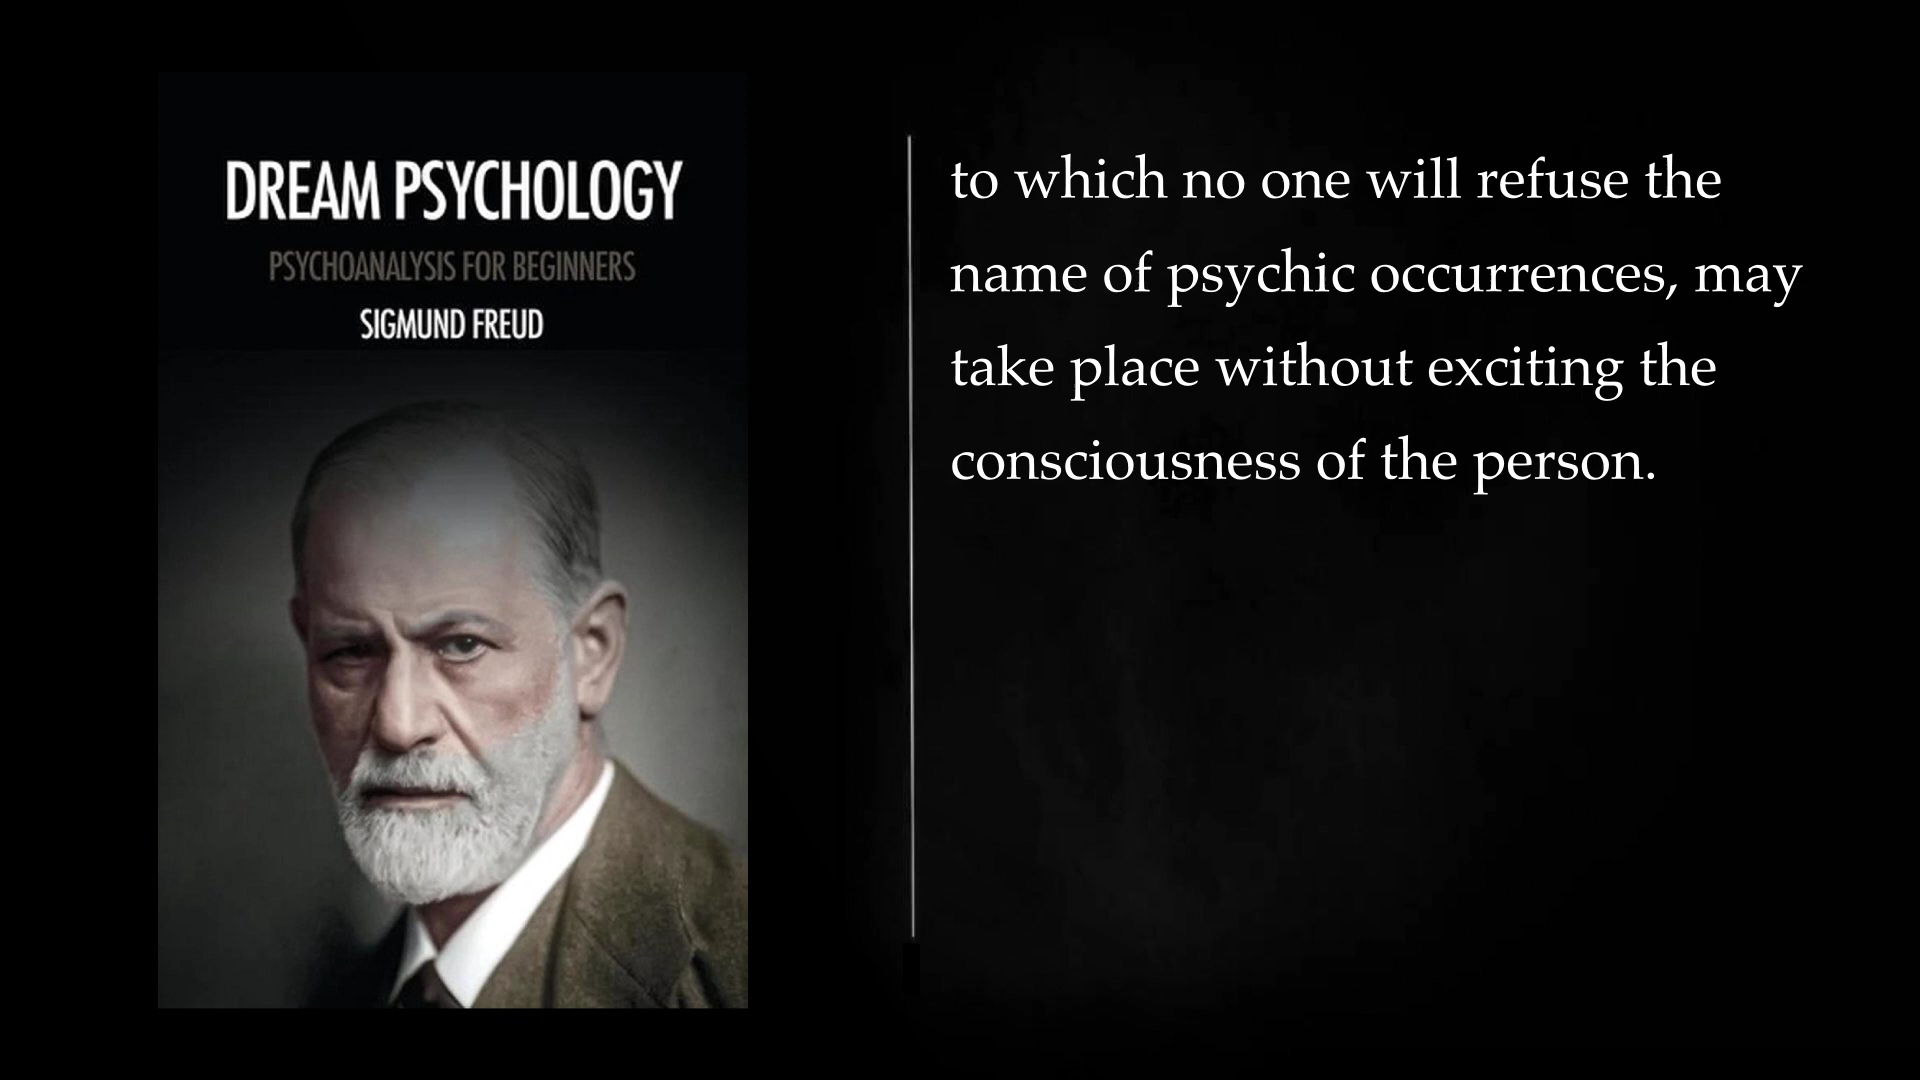 DREAM PSYCHOLOGY
PSYCHOANALYSIS FOR BEGINNERS
SIGMUND FREUD
to which no one will refuse the
name of psychic occurrences, may
take place without exciting the
consciousness of the person.